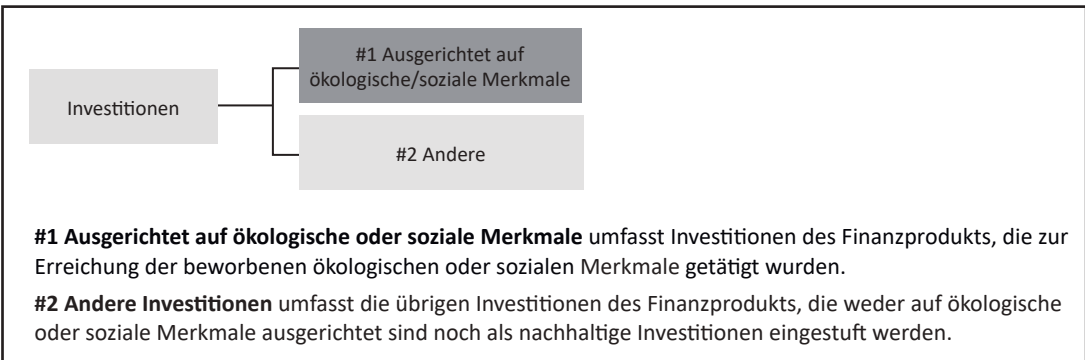 #1 Ausgerichtet auf
ökologische/soziale Merkmale
Investitionen
#2 Andere
#1 Ausgerichtet auf ökologische oder soziale Merkmale umfasst Investitionen des Finanzprodukts, die zur
Erreichung der beworbenen ökologischen oder sozialen Merkmale getätigt wurden.
#2 Andere Investitionen umfasst die übrigen Investitionen des Finanzprodukts, die weder auf ökologische
oder soziale Merkmale ausgerichtet sind noch als nachhaltige Investitionen eingestuft werden.